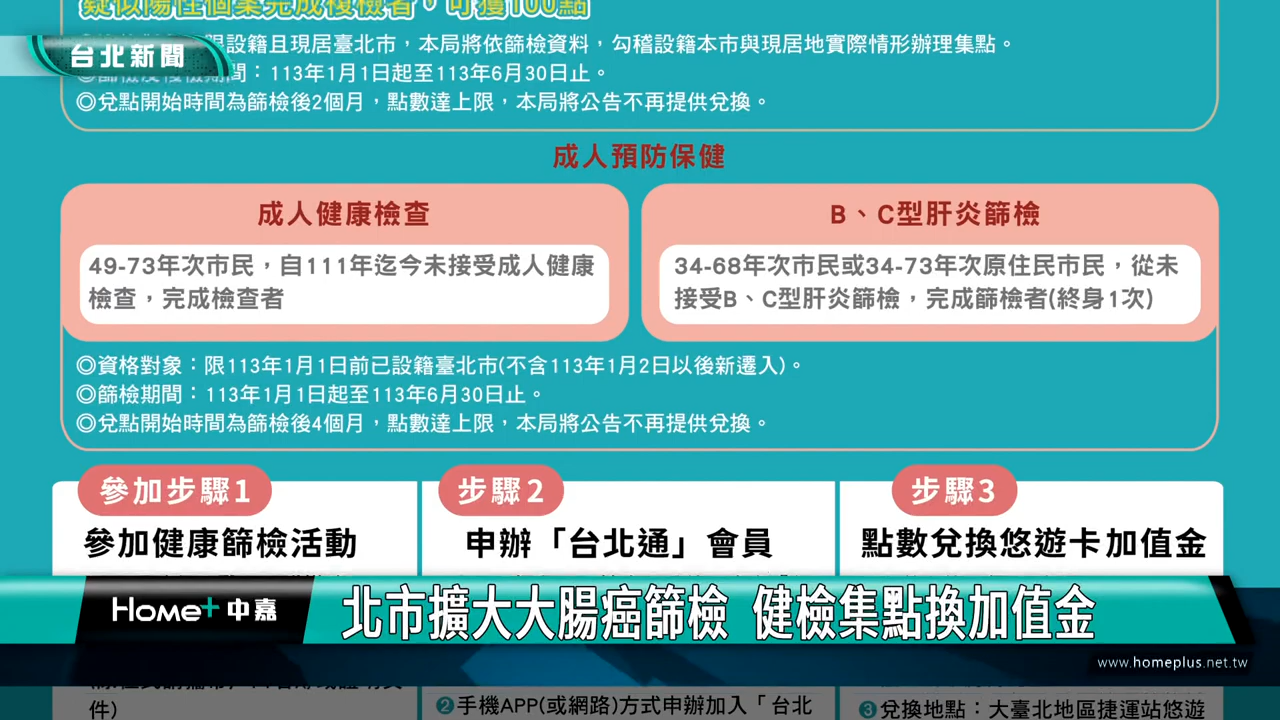 疑似陽性個案完成複檢者，可獲100點
台北新聞
限設籍且現居臺北市，本局將依篩檢資料，勾稽設籍本市與現居地實際情形辦理集點。
期間：113年1月1日起至113年6月30日止。
◎兌點開始時間為篩檢後2個月，點數達上限，本局將公告不再提供兌換。
成人預防保健
成人健康檢查
49-73年次市民，自111年迄今未接受成人健康
檢查，完成檢查者
B、C型肝炎篩檢
34-68年次市民或34-73年次原住民市民，從未
接受B、C型肝炎篩檢，完成篩檢者(終身1次)
◎資格對象：限113年1月1日前已設籍臺北市(不含113年1月2日以後新遷入)。
◎篩檢期間：113年1月1日起至113年6月30日止。
◎兌點開始時間為篩檢後4個月，點數達上限，本局將公告不再提供兌換。
參加步驟1
參加健康篩檢活動
步驟2
申辦「台北通」會員
步驟3
點數兌換悠遊卡加值金
Home+中嘉
北市擴大大腸癌篩檢 健檢集點換加值金
www.homeplus.net.tw
件)
❷手機APP(或網路)方式申辦加入「台北
❸兌換地點：大臺北地區捷運站悠遊